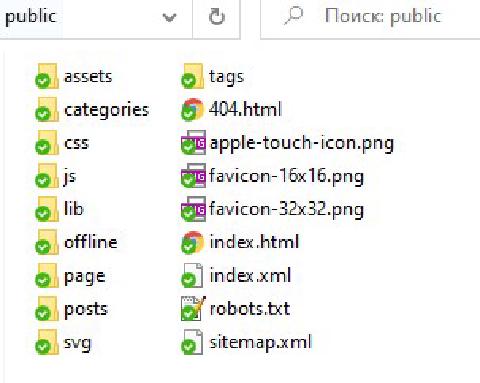 public
Поиск: public
assets
categories
css
js
lib
offline
page
posts
svg
tags
404.html
apple-touch-icon.png
favicon-16x16.png
favicon-32x32.png
index.html
index.xml
robots.txt
sitemap.xml